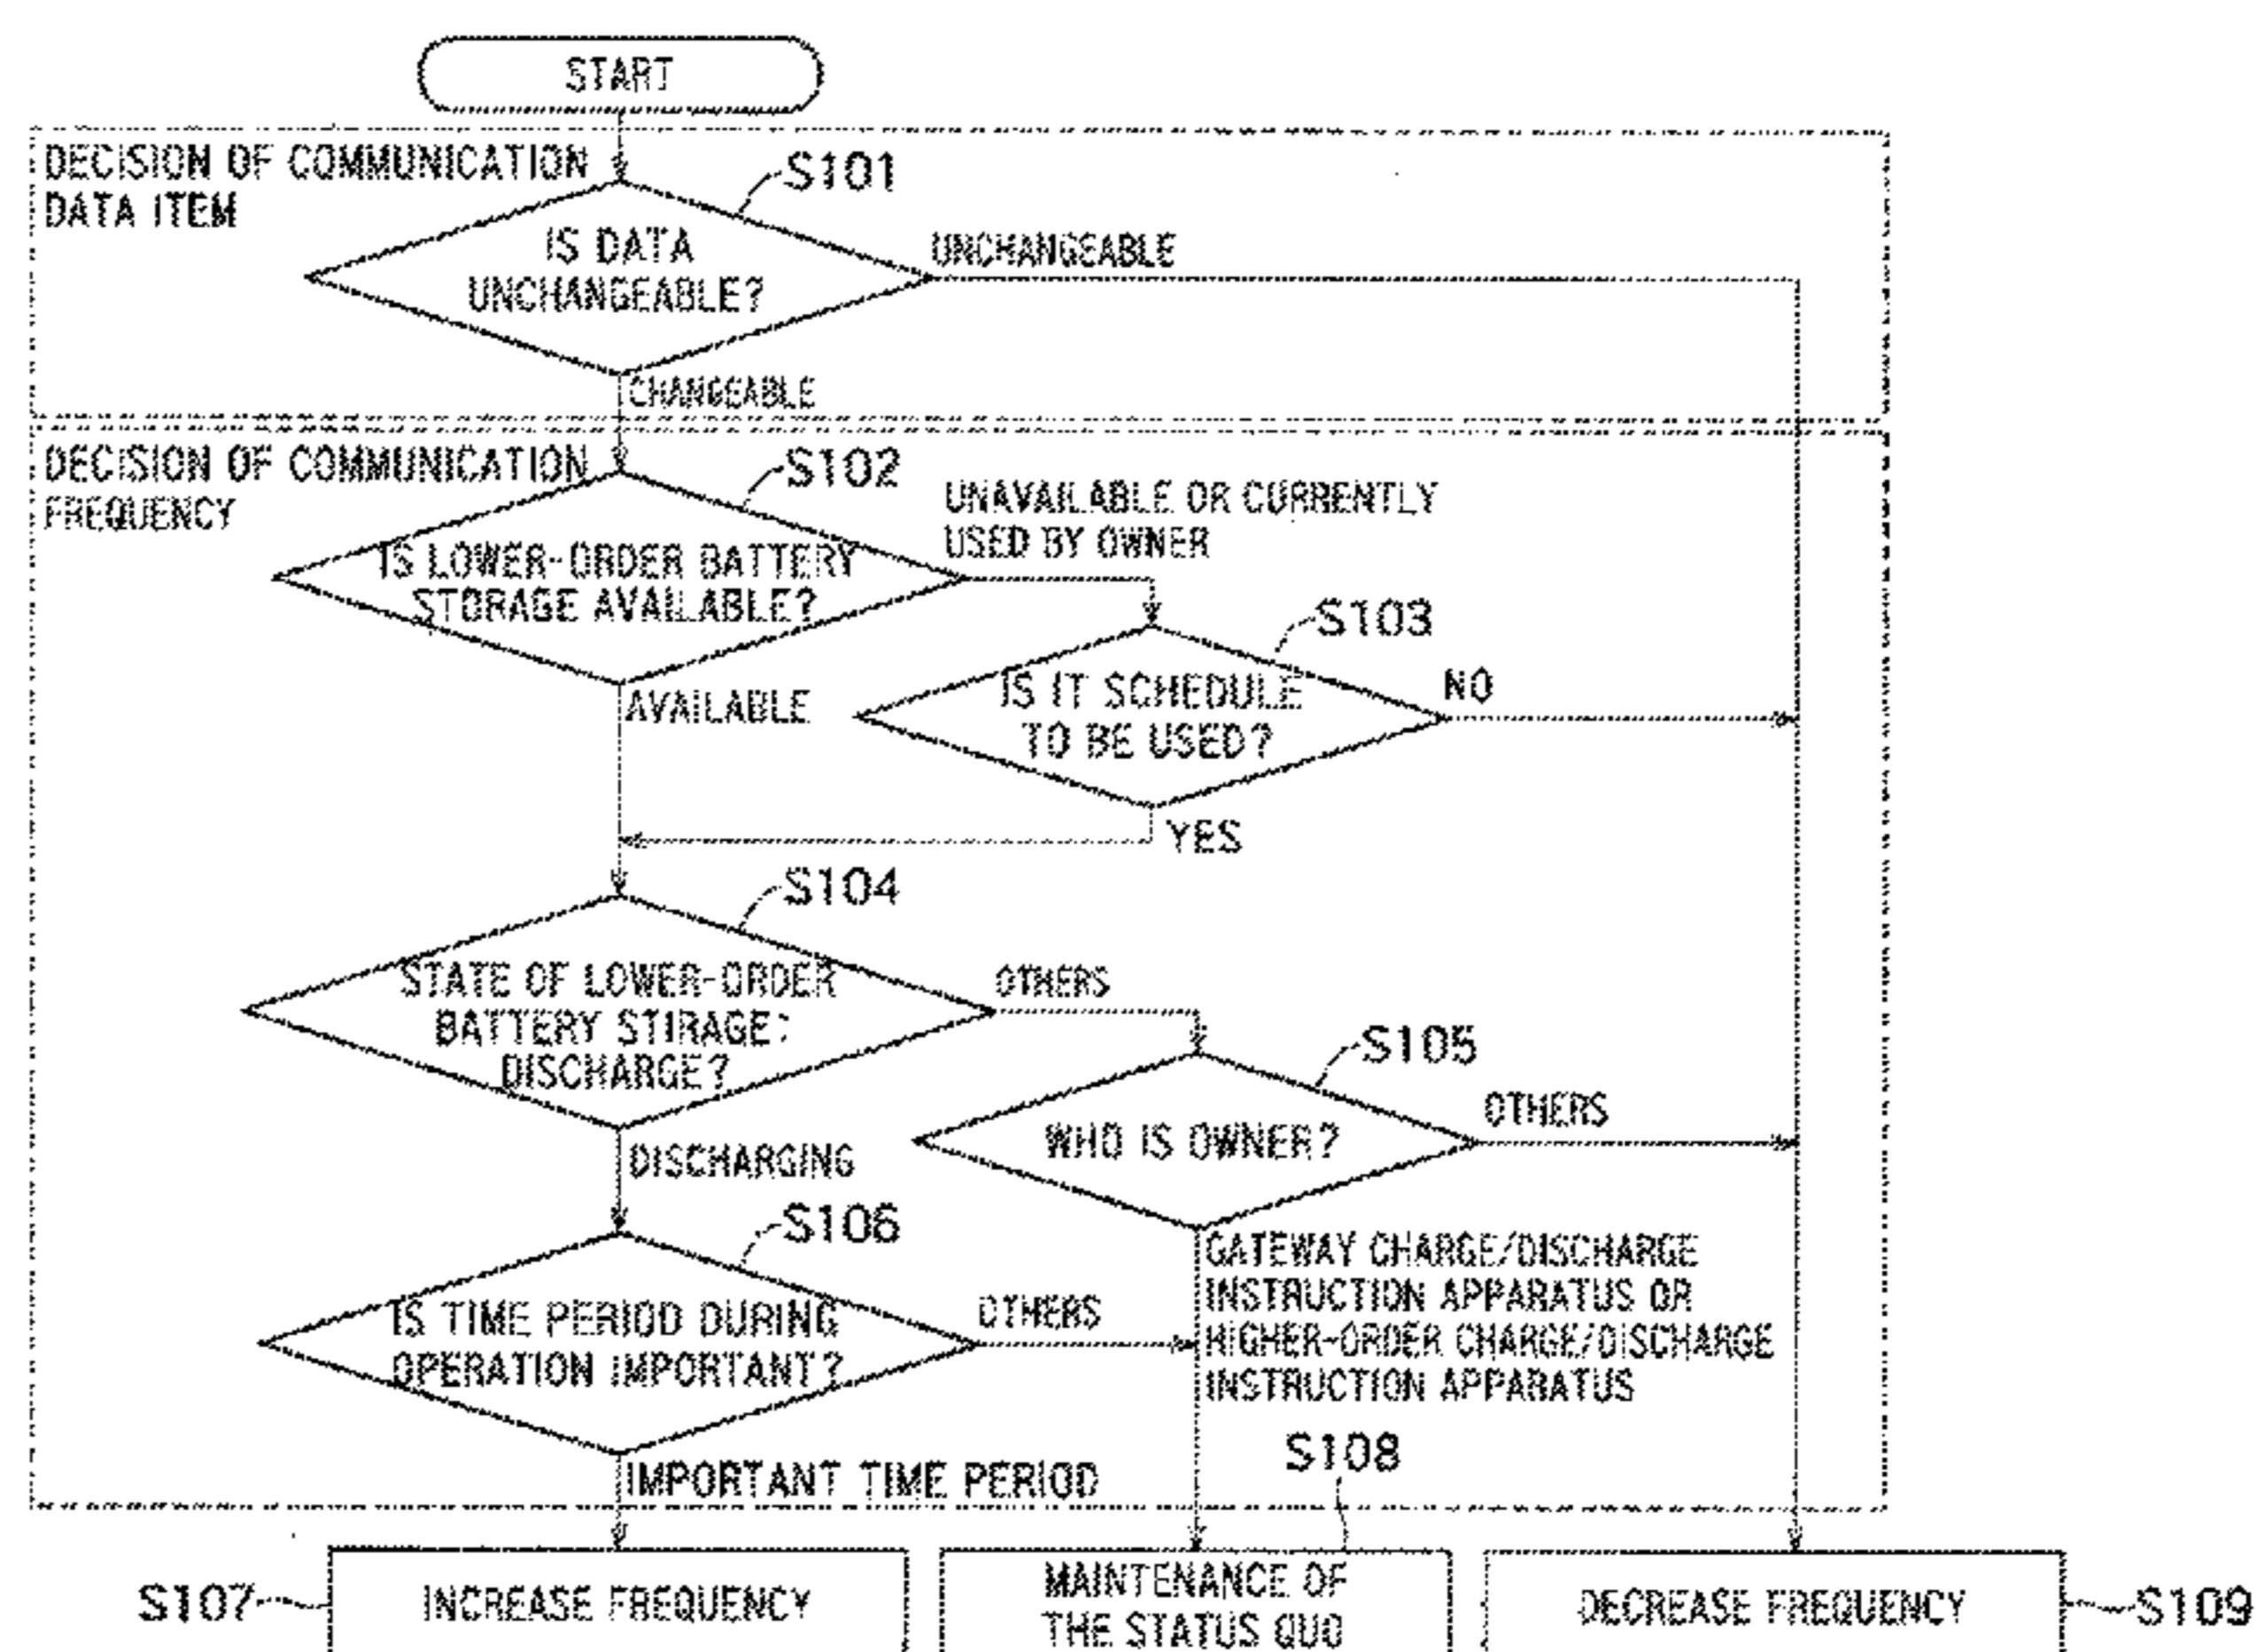 START
DECISION OF COMMUNICATION
DATA ITEM
S101
IS DATA
UNCHANGEABLE?
UNCHANGEABLE
CHANGEABLE
DECISION OF COMMUNICATION
FREQUENCY
S102
IS LOWER-ORDER BATTERY
STORAGE AVAILABLE?
UNAVAILABLE OR CURRENTLY
USED BY OWNER
AVAILABLE
S103
IS IT SCHEDULE
TO BE USED?
NO
YES
S104
STATE OF LOWER-ORDER
BATTERY STIRAGE:
DISCHARGE?
OTHERS
DISCHARGING
S105
WHO IS OWNER?
OTHERS
GATEWAY CHARGE/DISCHARGE
INSTRUCTION APPARATUS OR
HIGHER-ORDER CHARGE/DISCHARGE
INSTRUCTION APPARATUS
S106
IS TIME PERIOD DURING
OPERATION IMPORTANT?
OTHERS
IMPORTANT TIME PERIOD
S107
INCREASE FREQUENCY
S108
MAINTENANCE OF
THE STATUS QUO
DECREASE FREQUENCY
S109